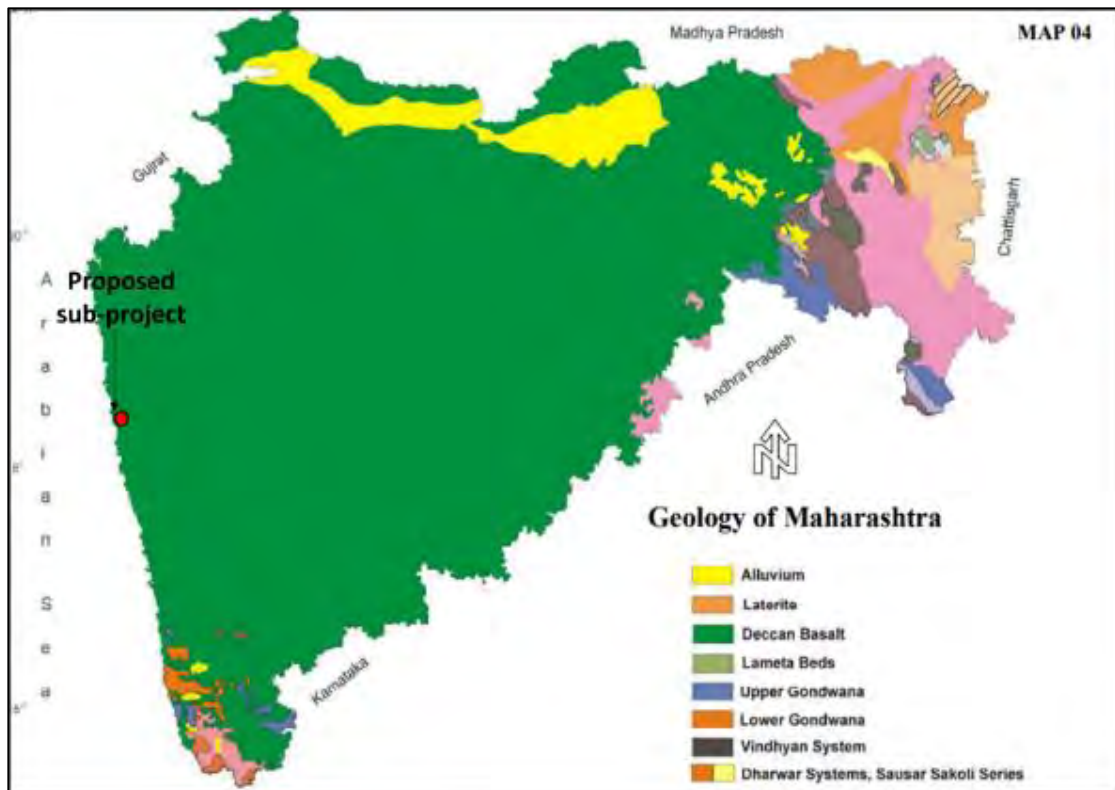 Madhya Pradesh
MAP 04
Gujrat
Chattisgarh
Proposed
sub-project
A
r
a
b
i
a
n
S
e
a
Andhra Pradesh
N
Karnataka
Geology of Maharashtra
Alluvium
Laterite
Deccan Basalt
Lameta Beds
Upper Gondwana
Lower Gondwana
Vindhyan System
Dharwar Systems, Sausar Sakoli Series